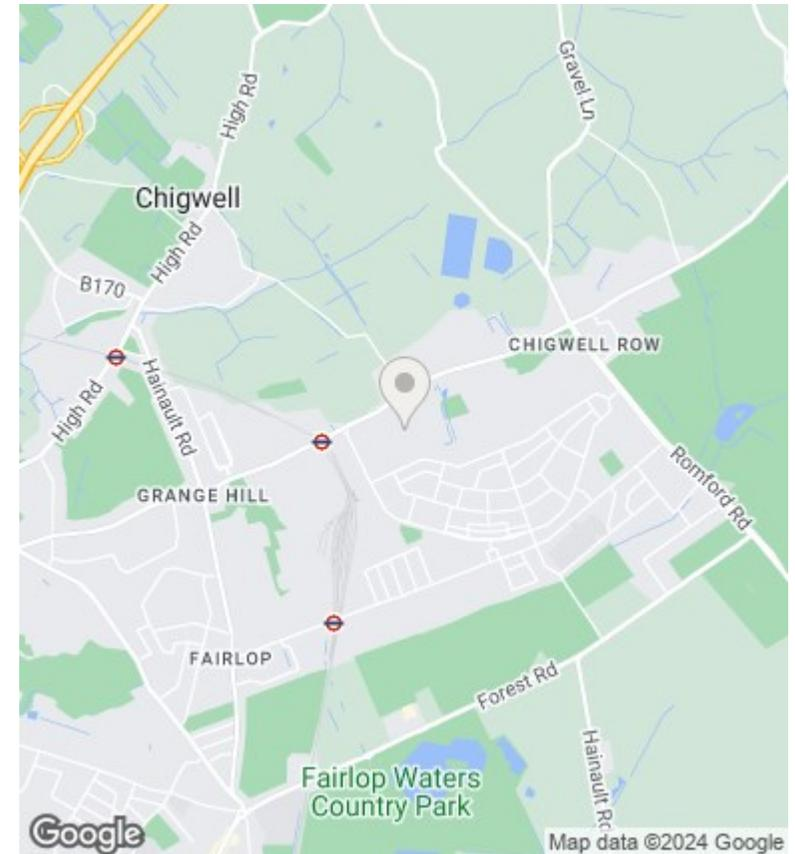 High Rd
Gravel Ln
Chigwell
High Rd
B170
CHIGWELL ROW
High Rd
Hainault Rd
Romford Rd
GRANGE HILL
FAIRLOP
Forest Rd
Hainault Rd
Fairlop Waters
Country Park
Google
Map data ©2024 Google